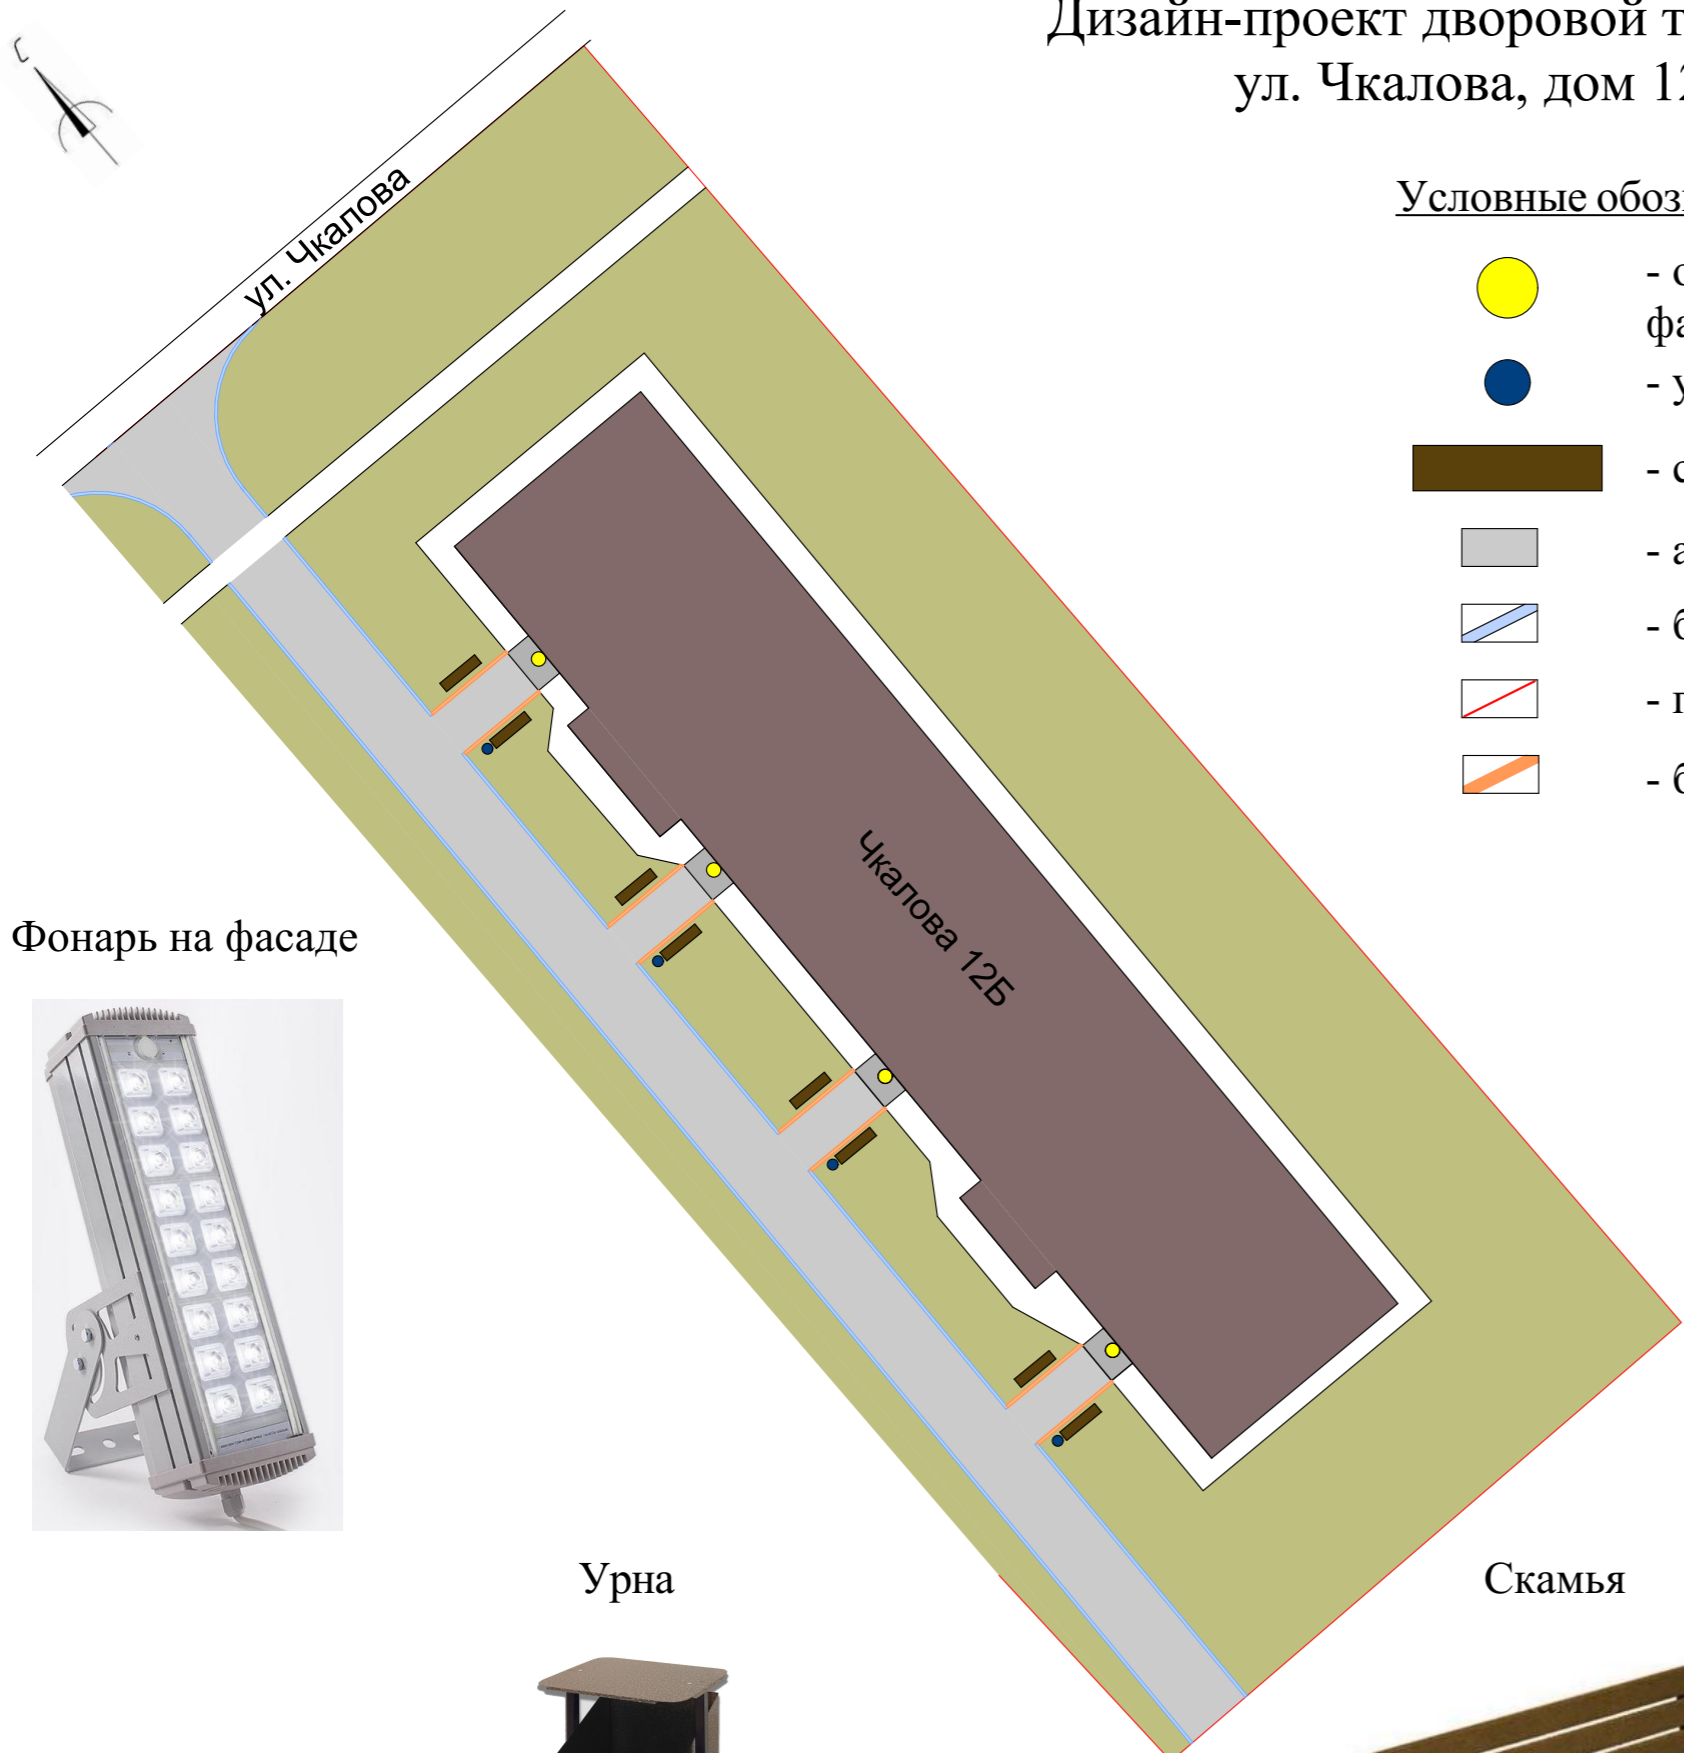 Дизайн-проект дворовой т
ул. Чкалова, дом 12
С
ул. Чкалова
Условные обоз
- с
фа
- у
- с
- а
- б
- г
- б
Чкалова 12Б
Фонарь на фасаде
Урна
Скамья